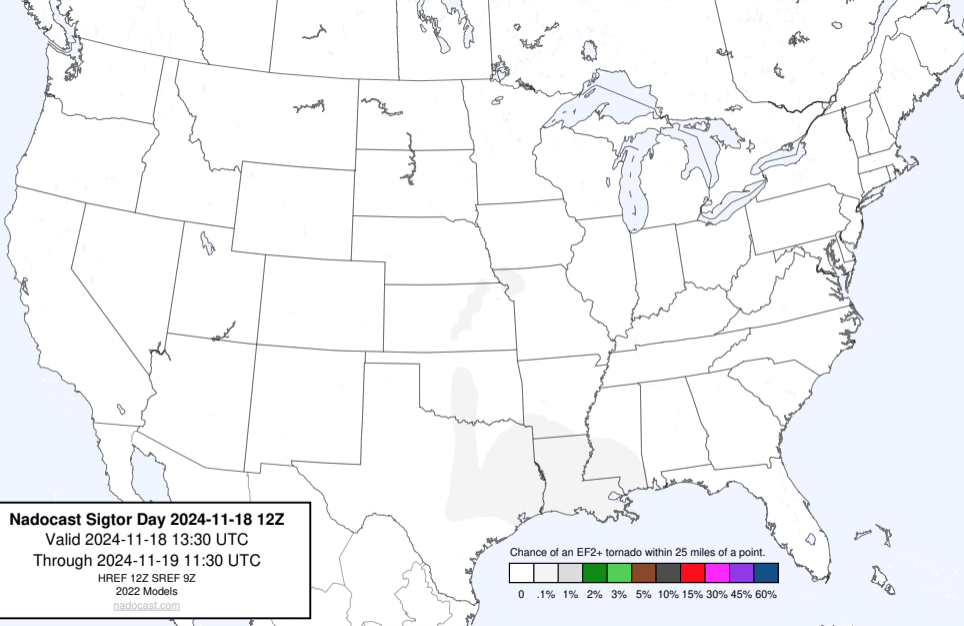 Nadocast Sigtor Day 2024-11-18 12Z
Valid 2024-11-18 13:30 UTC
Through 2024-11-19 11:30 UTC
HREF 12Z SREF 9Z
2022 Models
nadocast.com
Chance of an EF2+ tornado within 25 miles of a point.
0 .1% 1% 2% 3% 5% 10% 15% 30% 45% 60%